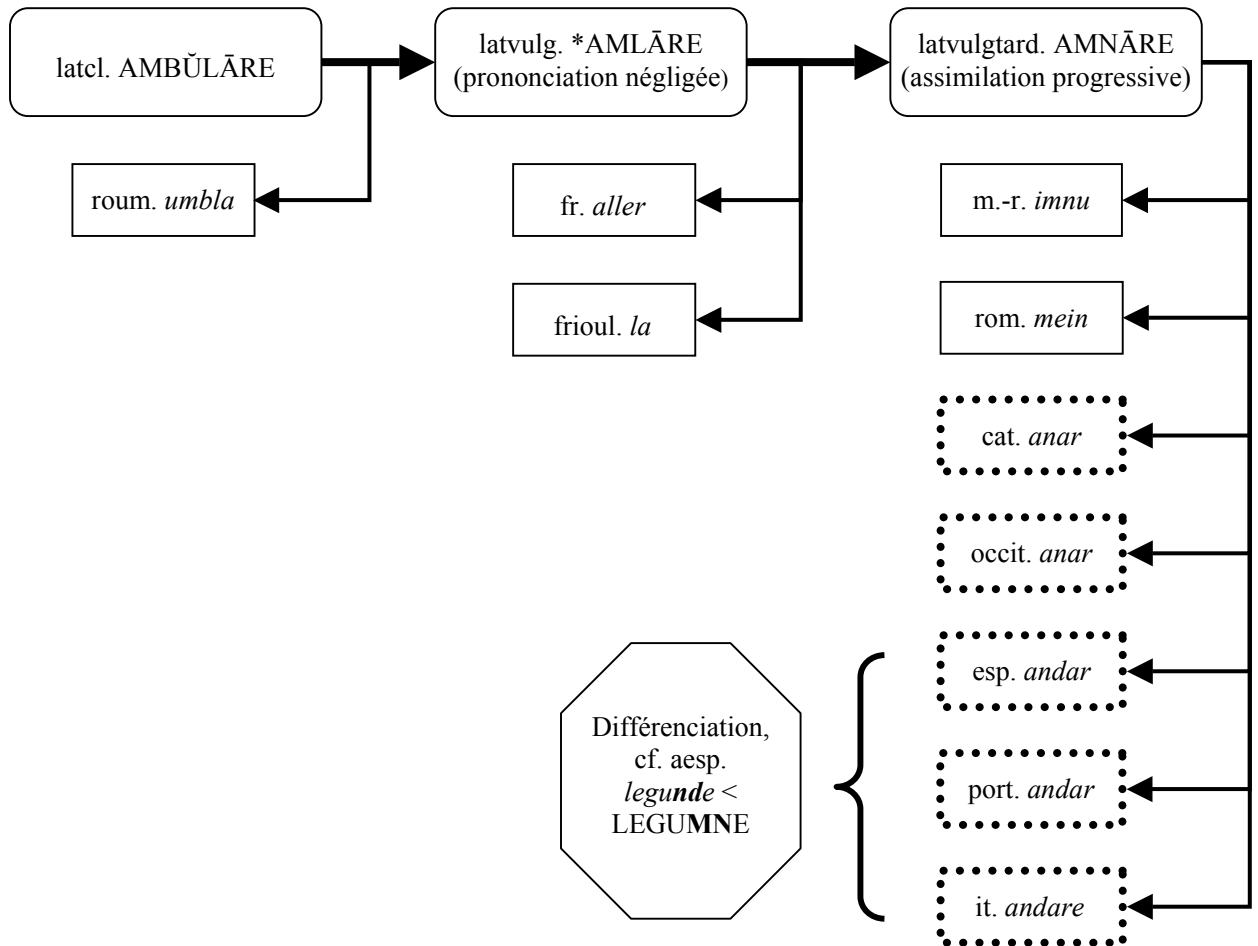 latcl. AMBŬLĀRE
latvulg. *AMLĀRE
(prononciation négligée)
latvulgtard. AMNĀRE
(assimilation progressive)
roum. umbla
fr. aller
m.-r. imnu
frioul. la
rom. mein
cat. anar
occit. anar
esp. andar
Différenciation,
cf. aesp.
legunde <
LEGUMNE
port. andar
it. andare